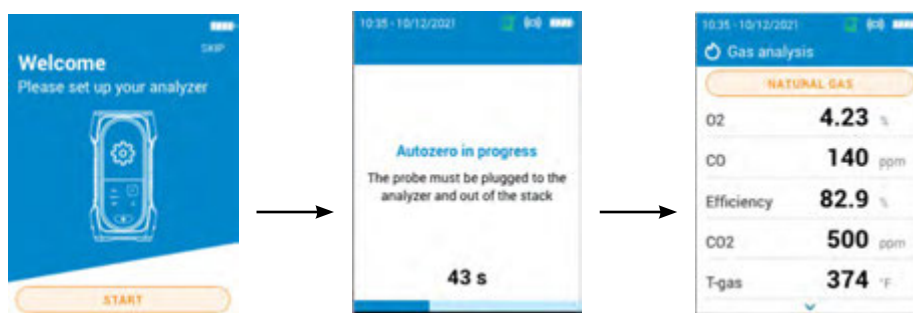 SKIP
Welcome
Please set up your analyzer
START
10:35 - 10/12/2021
Autozero in progress
The probe must be plugged to the
analyzer and out of the stack
43 s
10:35 - 10/12/2021
Gas analysis
NATURAL GAS
O2 4.23 %
CO 140 ppm
Efficiency 82.9 %
CO2 500 ppm
T-gas 374 °F